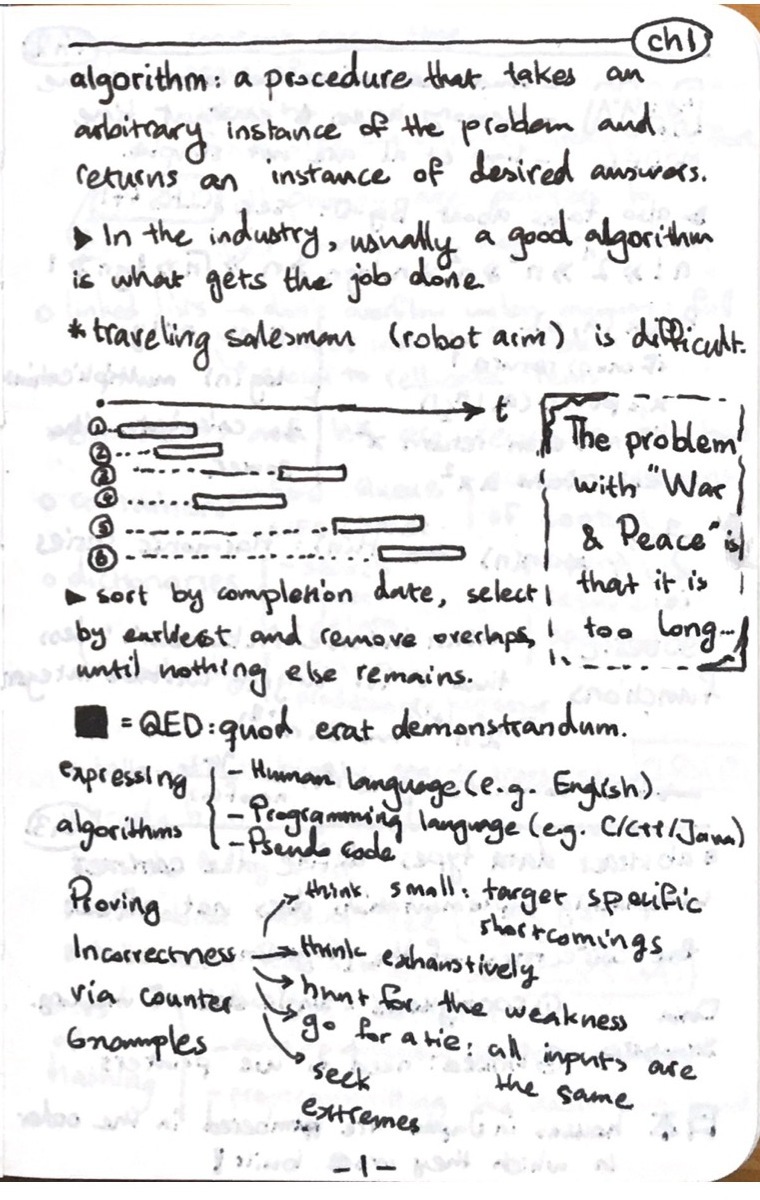 ch1
algorithm: a procedure that takes an
arbitrary instance of the problem and
returns an instance of desired answers.
▸ In the industry, usually a good algorithm
is what gets the job done.
* traveling salesman (robot arm) is difficult.
t
1
2
3
4
5
6
The problem
with "War
& Peace" is
that it is
too long...
▸ sort by completion date, select
by earliest and remove overlaps,
until nothing else remains.
■ = QED: quod erat demonstrandum.
expressing
algorithms
- Human language (e.g. English)
- Programming language (e.g. C/C++/Java)
- Pseudo code
Proving
Incorrectness
via counter
Examples
think small: target specific
shortcomings
think exhaustively
hunt for the weakness
go for a tie: all inputs are
the same
seek
extremes
-1-